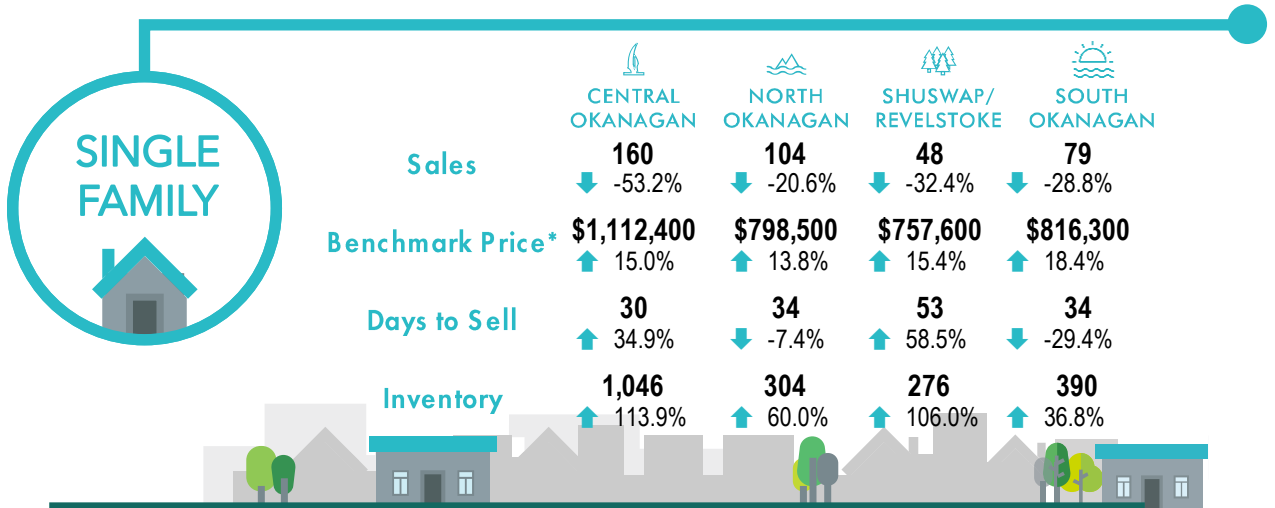 SINGLE
FAMILY
CENTRAL
OKANAGAN
NORTH
OKANAGAN
SHUSWAP/
REVELSTOKE
SOUTH
OKANAGAN
Sales
160
104
48
79
-53.2%
-20.6%
-32.4%
-28.8%
Benchmark Price*
$1,112,400
$798,500
$757,600
$816,300
15.0%
13.8%
15.4%
18.4%
Days to Sell
30
34
53
34
34.9%
-7.4%
58.5%
-29.4%
Inventory
1,046
304
276
390
113.9%
60.0%
106.0%
36.8%